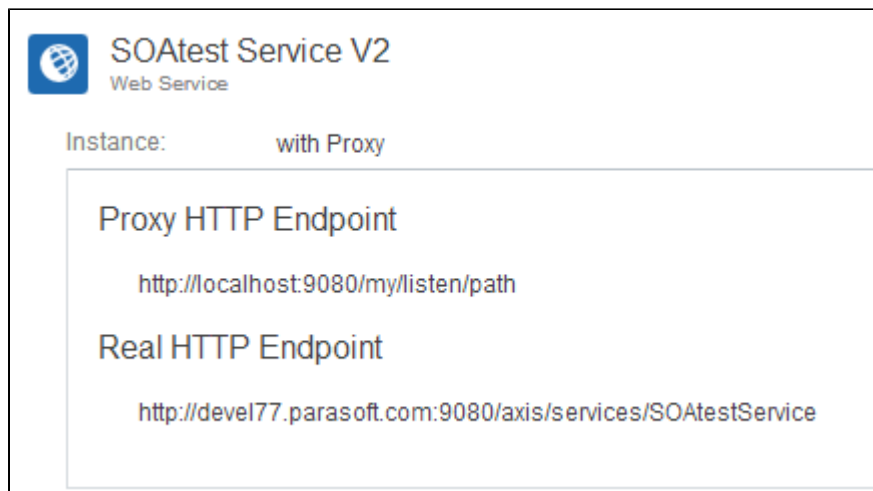 SOAtest Service V2
Web Service
Instance: with Proxy
Proxy HTTP Endpoint
http://localhost:9080/my/listen/path
Real HTTP Endpoint
http://devel77.parasoft.com:9080/axis/services/SOAtestService